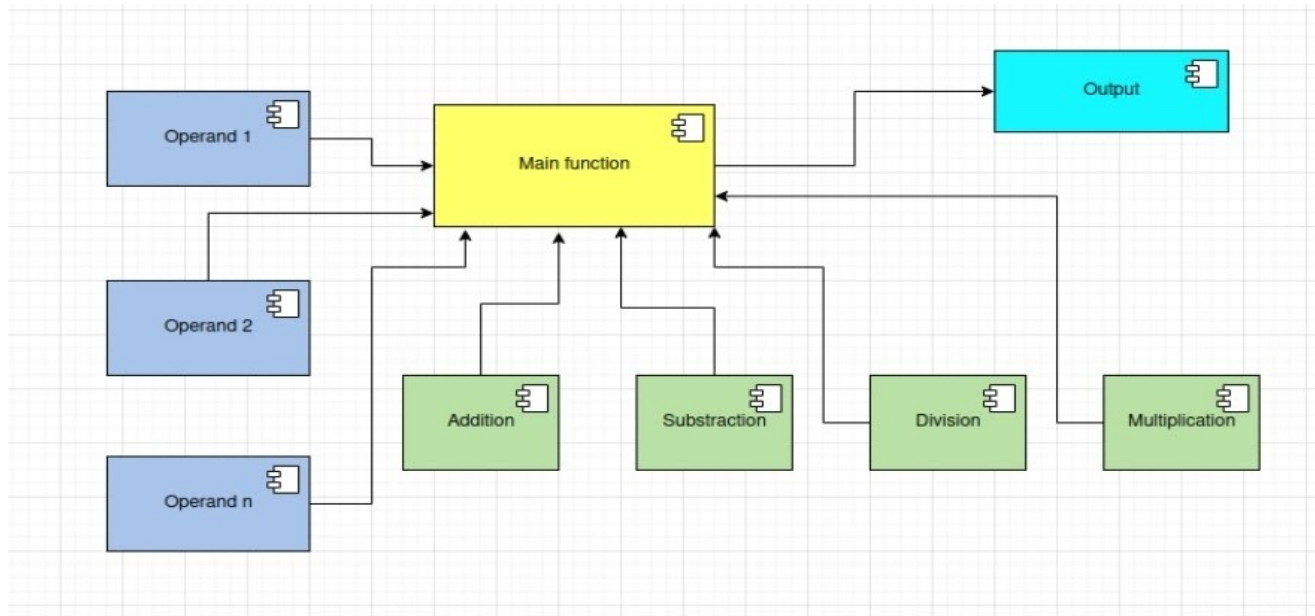 Output
Operand 1
Main function
Operand 2
Addition
Substraction
Division
Multiplication
Operand n